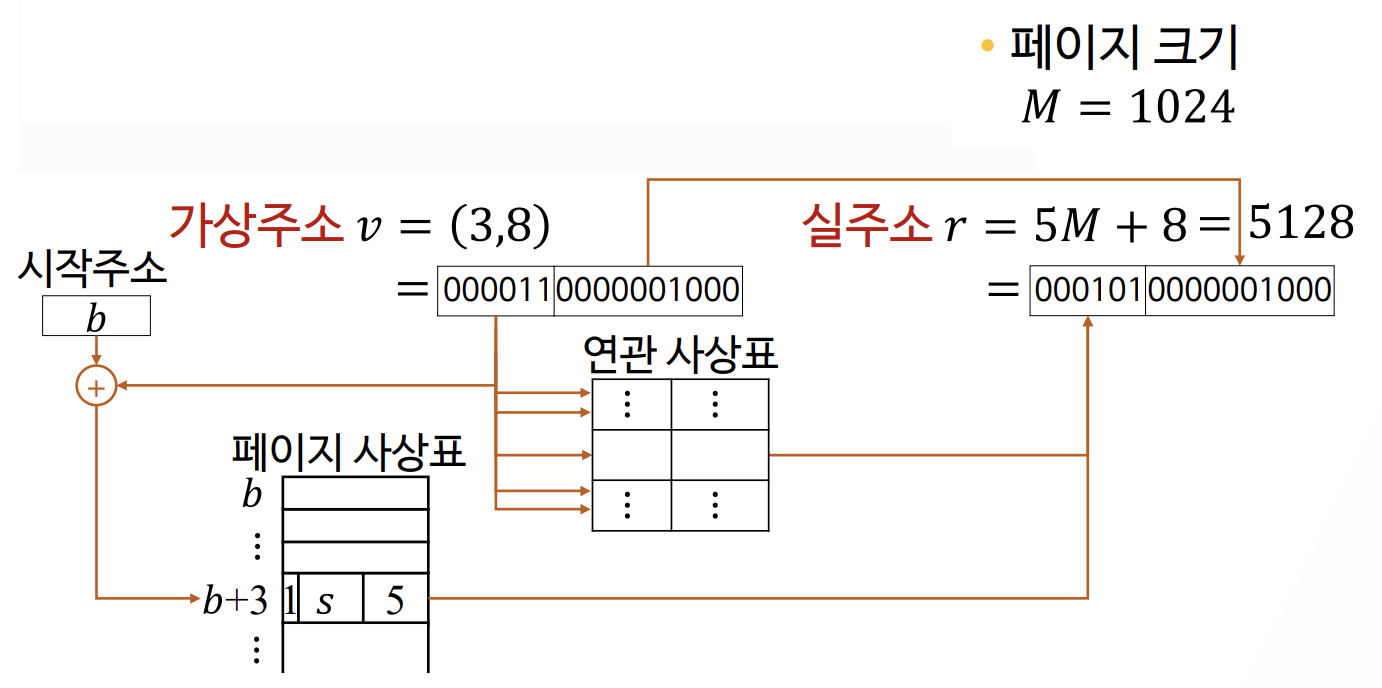 • 페이지 크기
M = 1024
가상주소 v = (3,8)
= 000011 0000001000
실주소 r = 5M + 8 = 5128
= 000101 0000001000
시작주소
b
+
연관 사상표
⋮ ⋮
⋮ ⋮
페이지 사상표
b
⋮
b+3 1 s 5
⋮